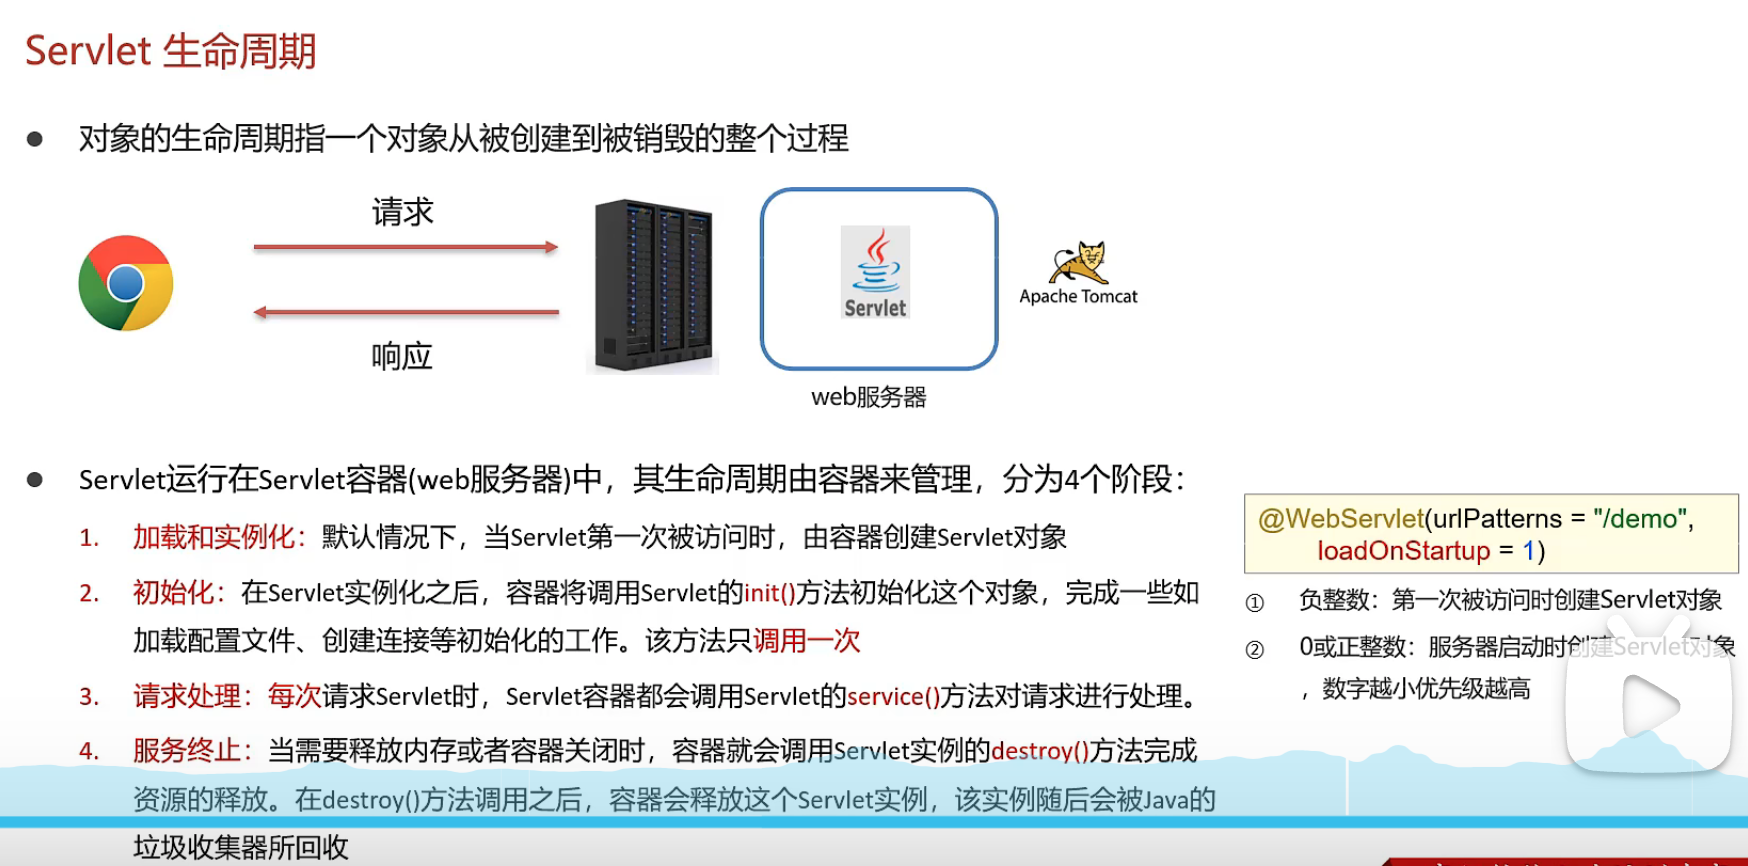 Servlet 生命周期
● 对象的生命周期指一个对象从被创建到被销毁的整个过程
请求
响应
Servlet
Apache Tomcat
web服务器
● Servlet运行在Servlet容器(web服务器)中，其生命周期由容器来管理，分为4个阶段：
1. 加载和实例化：默认情况下，当Servlet第一次被访问时，由容器创建Servlet对象
2. 初始化：在Servlet实例化之后，容器将调用Servlet的init()方法初始化这个对象，完成一些如
加载配置文件、创建连接等初始化的工作。该方法只调用一次
3. 请求处理：每次请求Servlet时，Servlet容器都会调用Servlet的service()方法对请求进行处理。
4. 服务终止：当需要释放内存或者容器关闭时，容器就会调用Servlet实例的destroy()方法完成
资源的释放。在destroy()方法调用之后，容器会释放这个Servlet实例，该实例随后会被Java的
垃圾收集器所回收
@WebServlet(urlPatterns = "/demo",
loadOnStartup = 1)
① 负整数：第一次被访问时创建Servlet对象
② 0或正整数：服务器启动时创建Servlet对象
，数字越小优先级越高